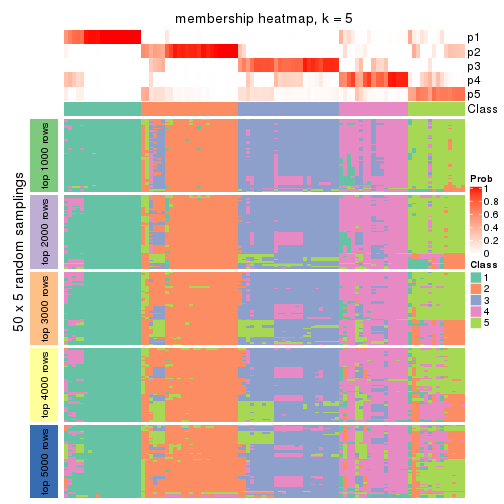 membership heatmap, k = 5
p1
p2
p3
p4
p5
Class
50 x 5 random samplings
top 1000 rows
top 2000 rows
top 3000 rows
top 4000 rows
top 5000 rows
Prob
1
0.8
0.6
0.4
0.2
0
Class
1
2
3
4
5